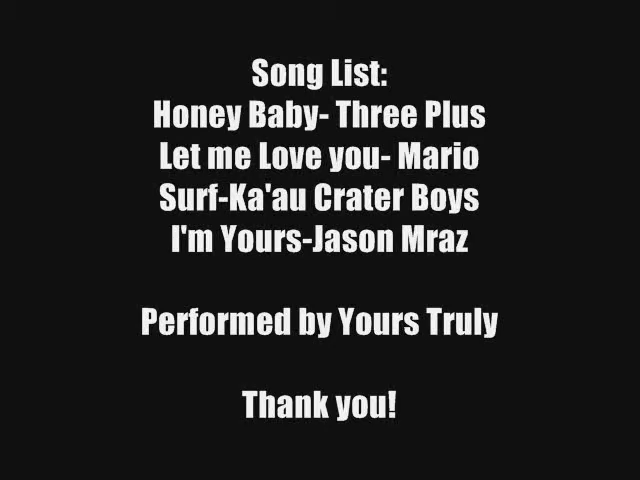 Song List:
Honey Baby- Three Plus
Let me Love you- Mario
Surf-Ka'au Crater Boys
I'm Yours-Jason Mraz
Performed by Yours Truly
Thank you!